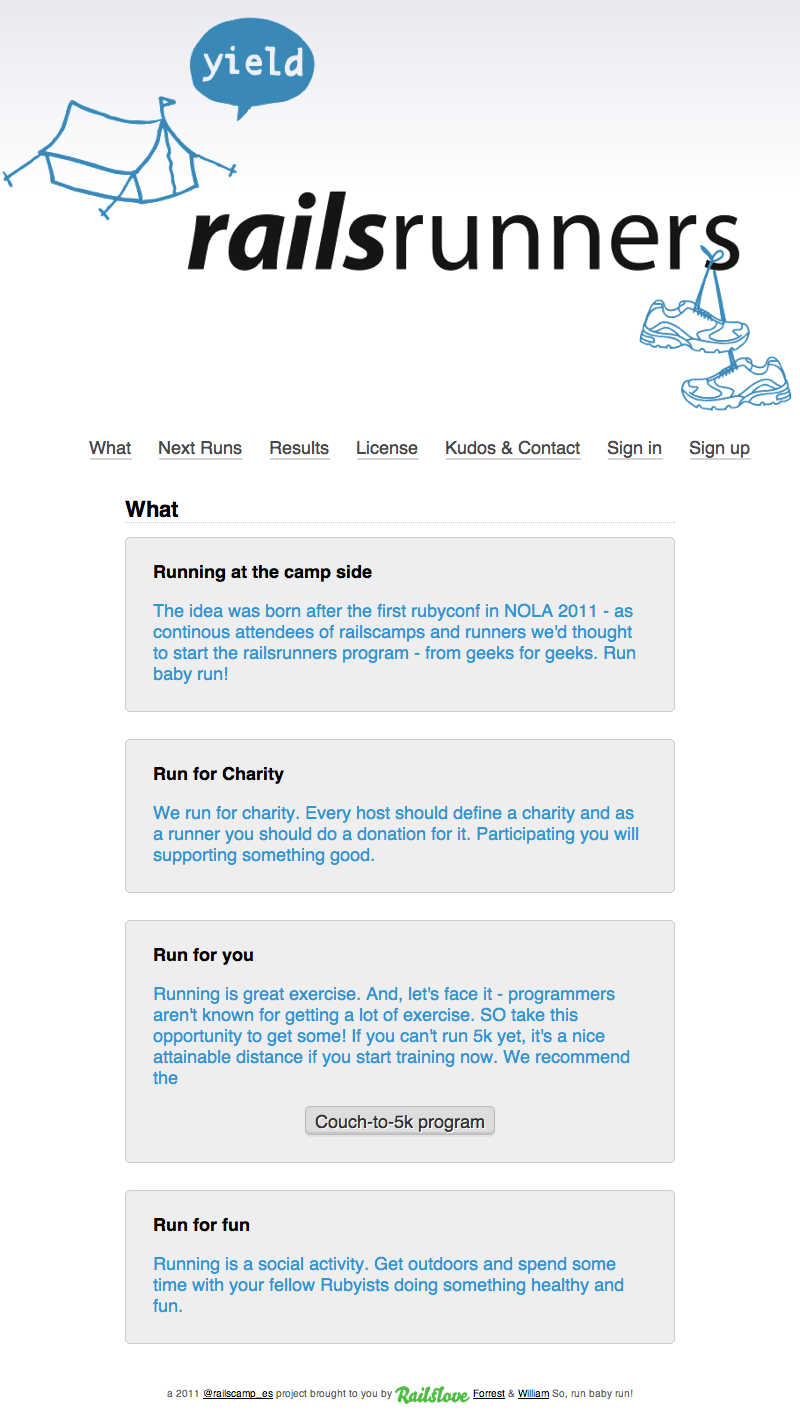 yield
railsrunners
What Next Runs Results License Kudos & Contact Sign in Sign up
What
Running at the camp side
The idea was born after the first rubyconf in NOLA 2011 - as
continous attendees of railscamps and runners we'd thought
to start the railsrunners program - from geeks for geeks. Run
baby run!
Run for Charity
We run for charity. Every host should define a charity and as
a runner you should do a donation for it. Participating you will
supporting something good.
Run for you
Running is great exercise. And, let's face it - programmers
aren't known for getting a lot of exercise. SO take this
opportunity to get some! If you can't run 5k yet, it's a nice
attainable distance if you start training now. We recommend
the
Couch-to-5k program
Run for fun
Running is a social activity. Get outdoors and spend some
time with your fellow Rubyists doing something healthy and
fun.
a 2011 @railscamp_es project brought to you by Railslove Forrest & William So, run baby run!